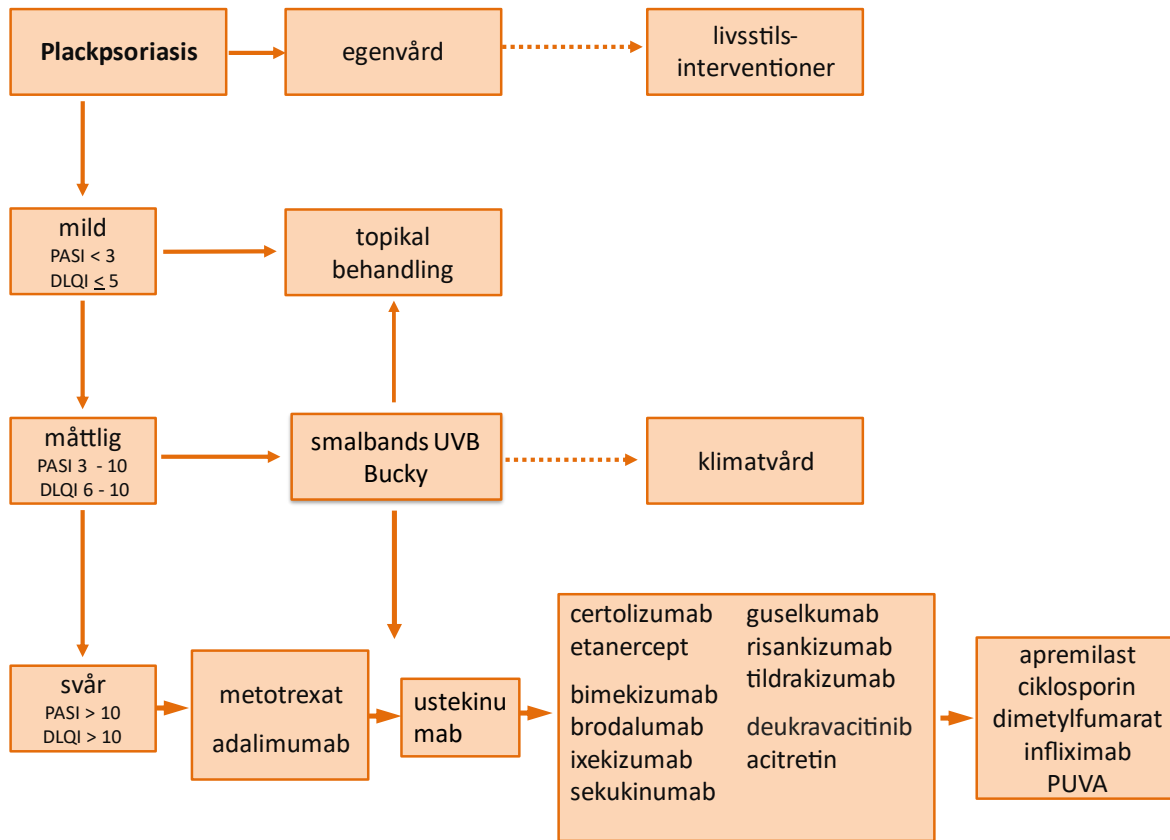 Plackpsoriasis
egenvård
livsstils-
interventioner
mild
PASI < 3
DLQI ≤ 5
topikal
behandling
måttlig
PASI 3 - 10
DLQI 6 - 10
smalbands UVB
Bucky
klimatvård
svår
PASI > 10
DLQI > 10
metotrexat
adalimumab
ustekinu
mab
certolizumab
etanercept
bimekizumab
brodalumab
ixekizumab
sekukinumab
guselkumab
risankizumab
tildrakizumab
deukravacitinib
acitretin
apremilast
ciklosporin
dimetylfumarat
infliximab
PUVA